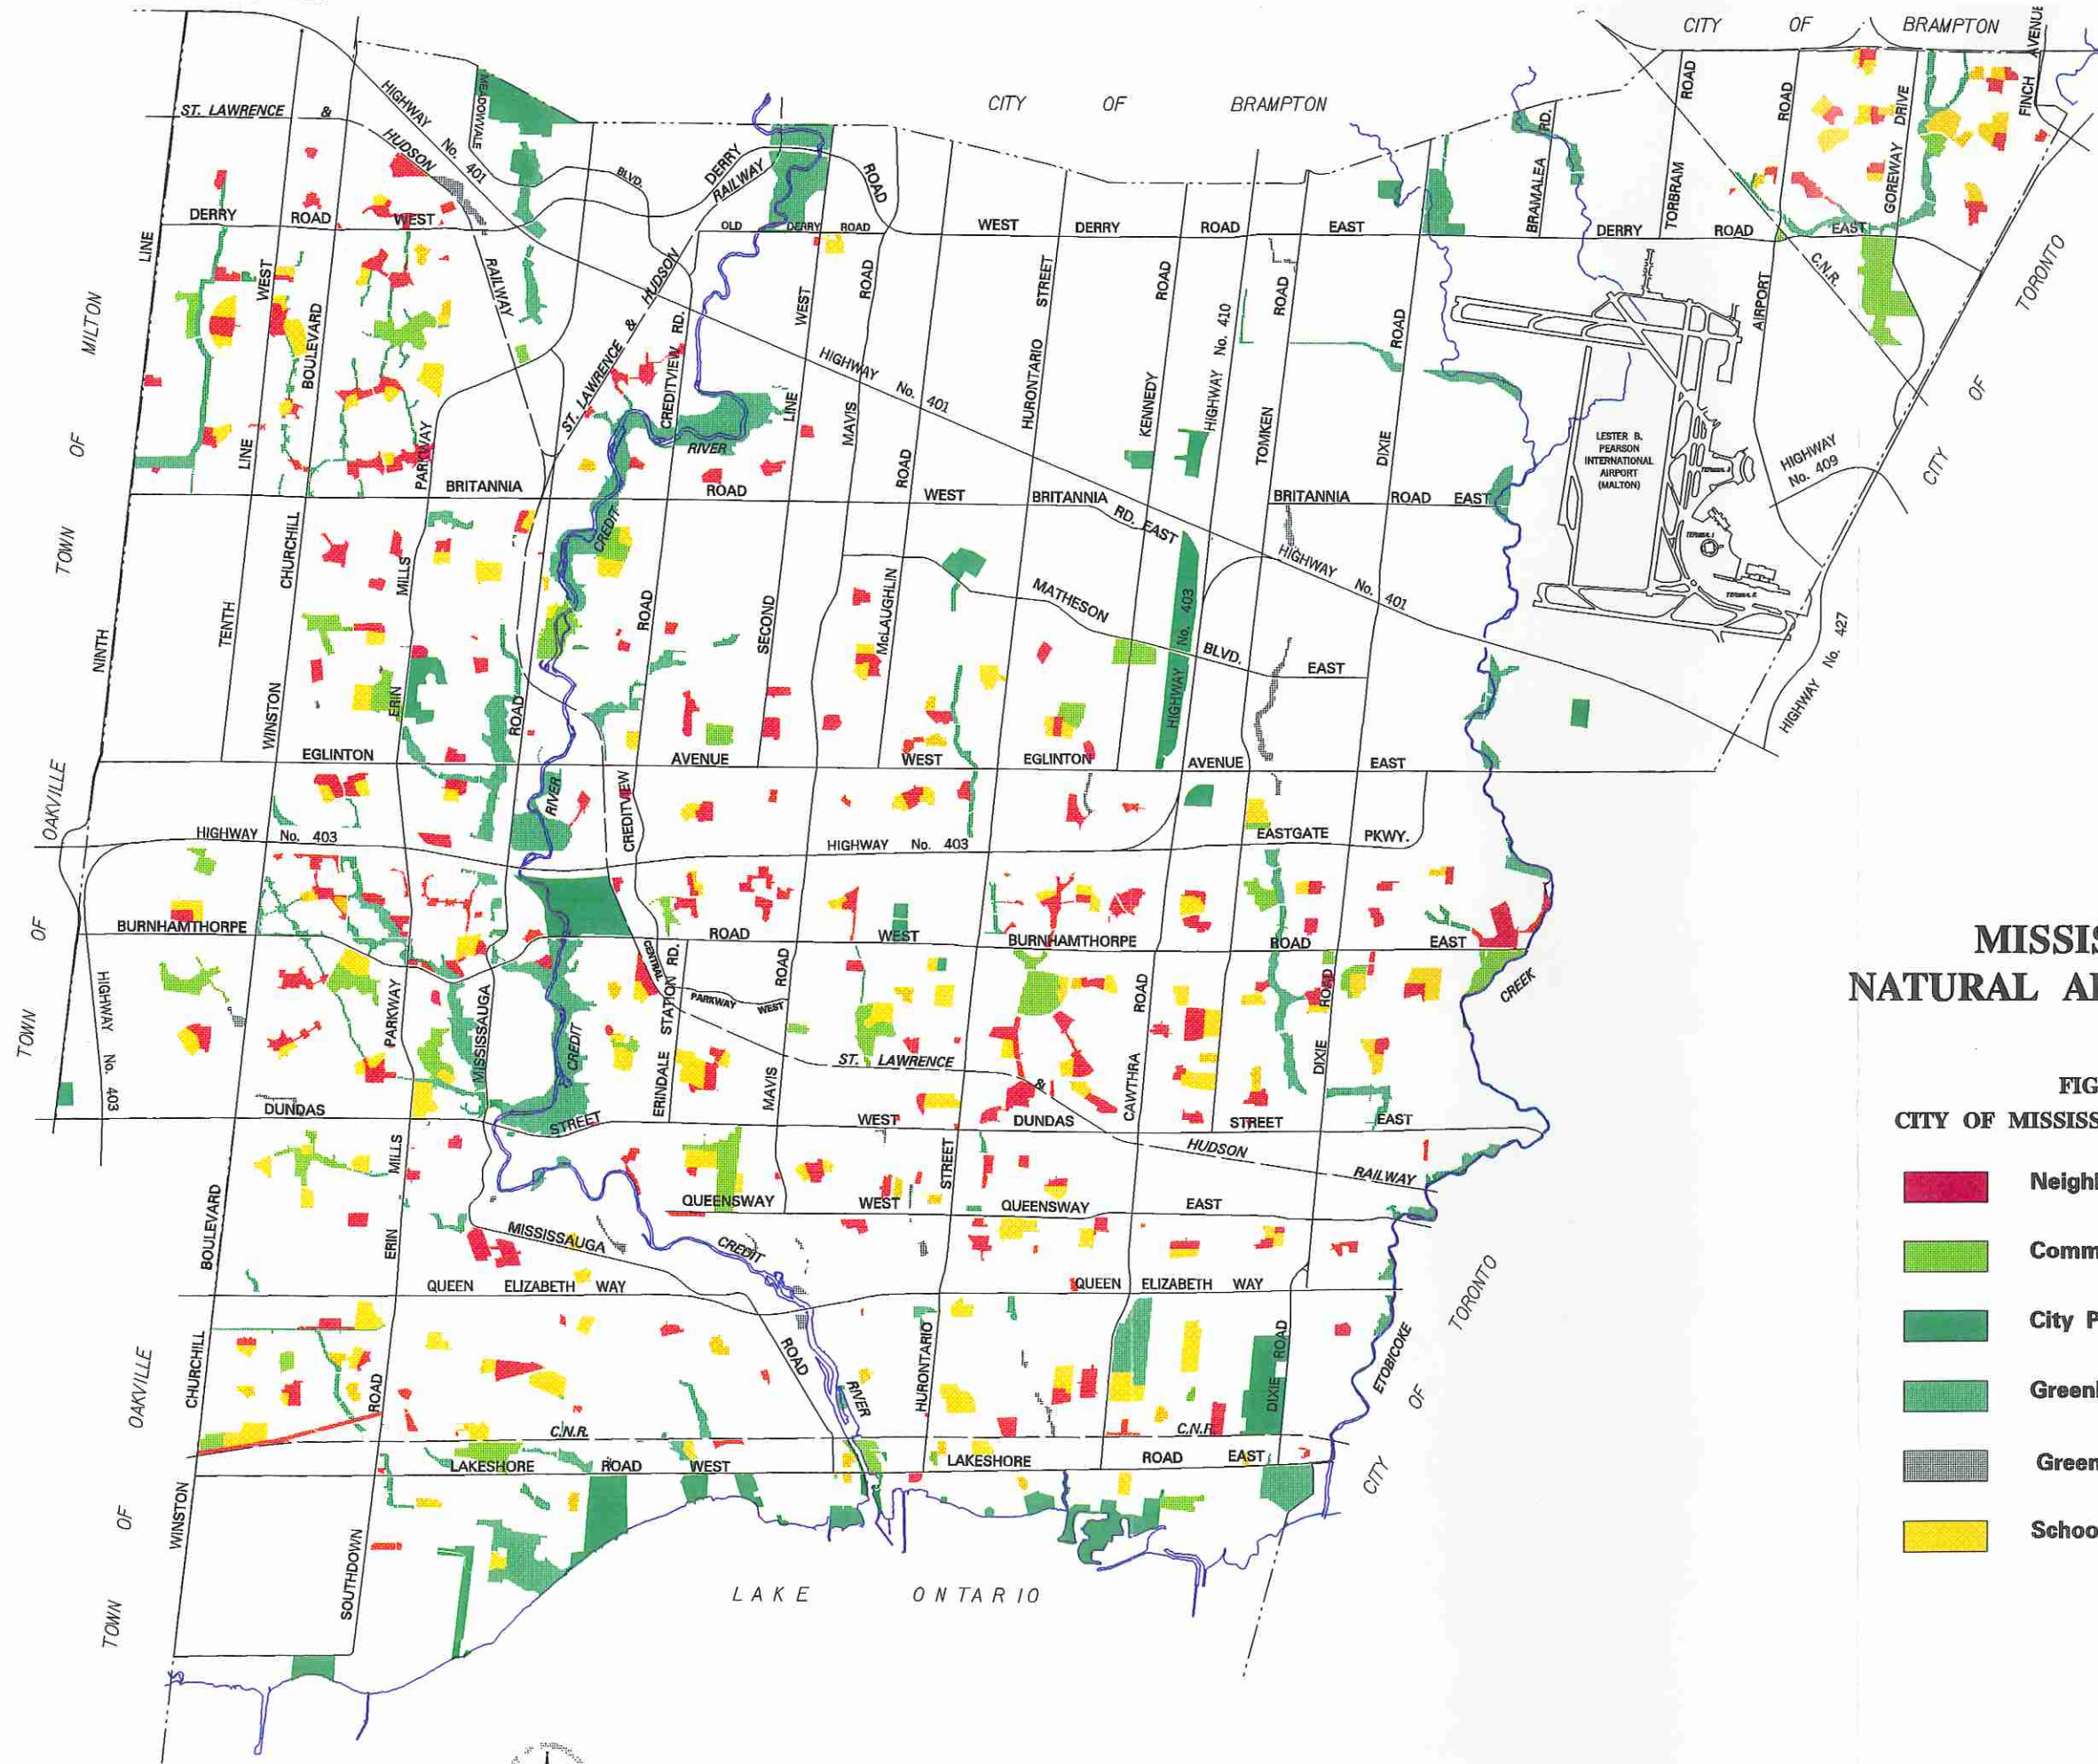 CITY OF BRAMPTON
CITY OF BRAMPTON
FINCH AVENUE
ST. LAWRENCE & HUDSON RAILWAY
HIGHWAY No. 401
MEADOWVALE BLVD.
DERRY ROAD
RAILWAY
ROAD
BRAMALEA RD.
TORBRAM ROAD
GOREWAY DRIVE
DERRY ROAD WEST
OLD DERRY ROAD
WEST DERRY ROAD EAST
DERRY ROAD EAST
C.N.R.
AIRPORT ROAD
CITY OF TORONTO
TOWN OF MILTON
NINTH LINE
TENTH LINE WEST
WINSTON CHURCHILL BOULEVARD
ERIN MILLS PARKWAY
ST. LAWRENCE & HUDSON
CREDITVIEW RD.
SECOND LINE WEST
MAVIS ROAD
McLAUGHLIN ROAD
HURONTARIO STREET
KENNEDY ROAD
HIGHWAY No. 410
TOMKEN ROAD
DIXIE ROAD
HIGHWAY No. 401
RIVER
LESTER B.
PEARSON
INTERNATIONAL
AIRPORT
(MALTON)
TERMINAL 3
TERMINAL 1
TERMINAL 2
HIGHWAY No. 409
BRITANNIA ROAD WEST
BRITANNIA RD. EAST
BRITANNIA ROAD EAST
CREDIT
ROAD
HIGHWAY No. 401
MATHESON BLVD. EAST
HIGHWAY No. 403
HIGHWAY No. 427
ROAD
EGLINTON AVENUE WEST
EGLINTON AVENUE EAST
RIVER
CREDITVIEW
TOWN OF OAKVILLE
HIGHWAY No. 403
HIGHWAY No. 403
EASTGATE PKWY.
BURNHAMTHORPE ROAD WEST
BURNHAMTHORPE ROAD EAST
HIGHWAY No. 403
PARKWAY
MISSISSAUGA
CREDIT
CENTRAL PARKWAY WEST
ERINDALE STATION RD.
MAVIS ROAD
ST. LAWRENCE & HUDSON RAILWAY
CAWTHRA ROAD
DIXIE ROAD
CREEK
MISSIS
NATURAL A
FIG
CITY OF MISSISS
DUNDAS STREET WEST
DUNDAS STREET EAST
ERIN MILLS
BOULEVARD
STREET
QUEENSWAY WEST
QUEENSWAY EAST
MISSISSAUGA ROAD
CREDIT RIVER
QUEEN ELIZABETH WAY
QUEEN ELIZABETH WAY
WINSTON CHURCHILL
SOUTHDOWN ROAD
HURONTARIO
DIXIE ROAD
ETOBICOKE
CITY OF TORONTO
C.N.R.
C.N.R.
LAKESHORE ROAD WEST
LAKESHORE ROAD EAST
TOWN OF OAKVILLE
LAKE ONTARIO
Neigh
Comm
City P
Green
Green
Schoo